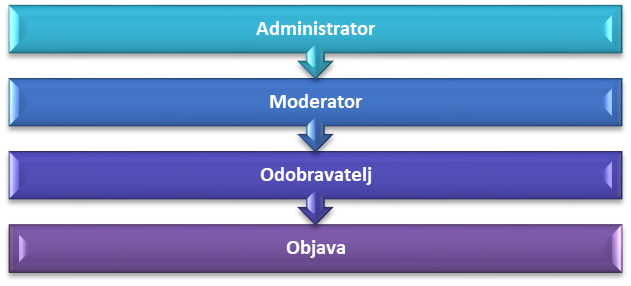 Administrator
Moderator
Odobravatelj
Objava